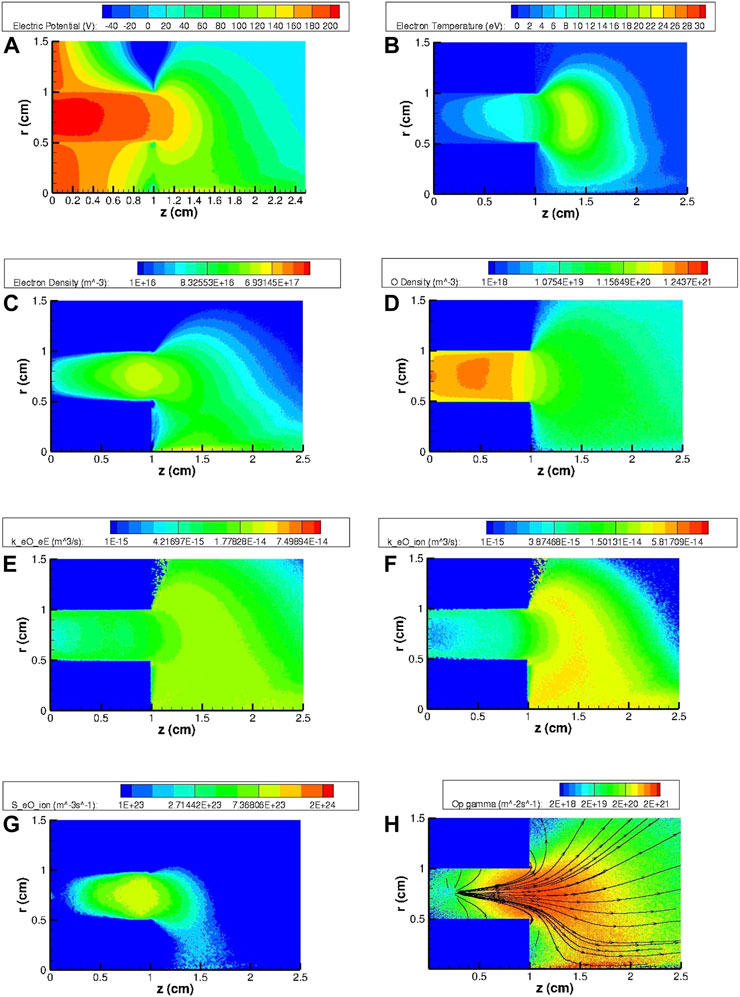 Electric Potential (V): -40 -20 0 20 40 60 80 100 120 140 160 180 200
A
1.5
1
0.5
0
r (cm)
0 0.2 0.4 0.6 0.8 1 1.2 1.4 1.6 1.8 2 2.2 2.4
z (cm)
Electron Temperature (eV): 0 2 4 6 8 10 12 14 16 18 20 22 24 26 28 30
B
1.5
1
0.5
0
r (cm)
0 0.5 1 1.5 2 2.5
z (cm)
Electron Density (m^-3) 1E+16 8.32553E+16 6.93145E+17
C
1.5
1
0.5
0
r (cm)
0 0.5 1 1.5 2 2.5
z (cm)
O Density (m^-3) 1E+18 1.0754E+19 1.15649E+20 1.2437E+21
D
1.5
1
0.5
0
r (cm)
0 0.5 1 1.5 2 2.5
z (cm)
k_eO_eE (m^3/s): 1E-15 4.21697E-15 1.77828E-14 7.49894E-14
E
1.5
1
0.5
0
r (cm)
0 0.5 1 1.5 2 2.5
z (cm)
k_eO_ion (m^3/s): 1E-15 3.87468E-15 1.50131E-14 5.81709E-14
F
1.5
1
0.5
0
r (cm)
0 0.5 1 1.5 2 2.5
z (cm)
S_eO_ion (m^-3s^-1) 1E+23 2.71442E+23 7.36806E+23 2E+24
G
1.5
1
0.5
0
r (cm)
0 0.5 1 1.5 2 2.5
z (cm)
Op gamma (m^-2s^-1) 2E+18 2E+19 2E+20 2E+21
H
1.5
1
0.5
0
r (cm)
0.5 1 1.5 2 2.5
z (cm)